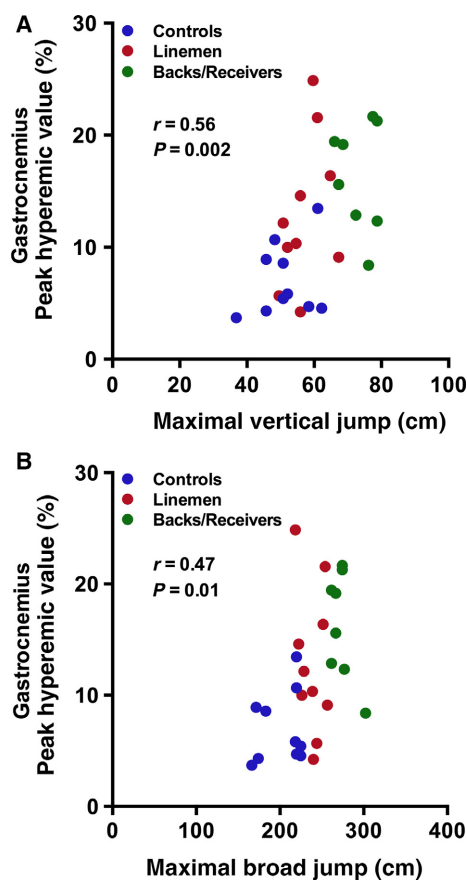 A
30
Controls
Linemen
Backs/Receivers
Gastrocnemius
Peak hyperemic value (%)
r = 0.56
P = 0.002
20
10
0
0 20 40 60 80 100
Maximal vertical jump (cm)
B
30
Controls
Linemen
Backs/Receivers
Gastrocnemius
Peak hyperemic value (%)
r = 0.47
P = 0.01
20
10
0
0 100 200 300 400
Maximal broad jump (cm)